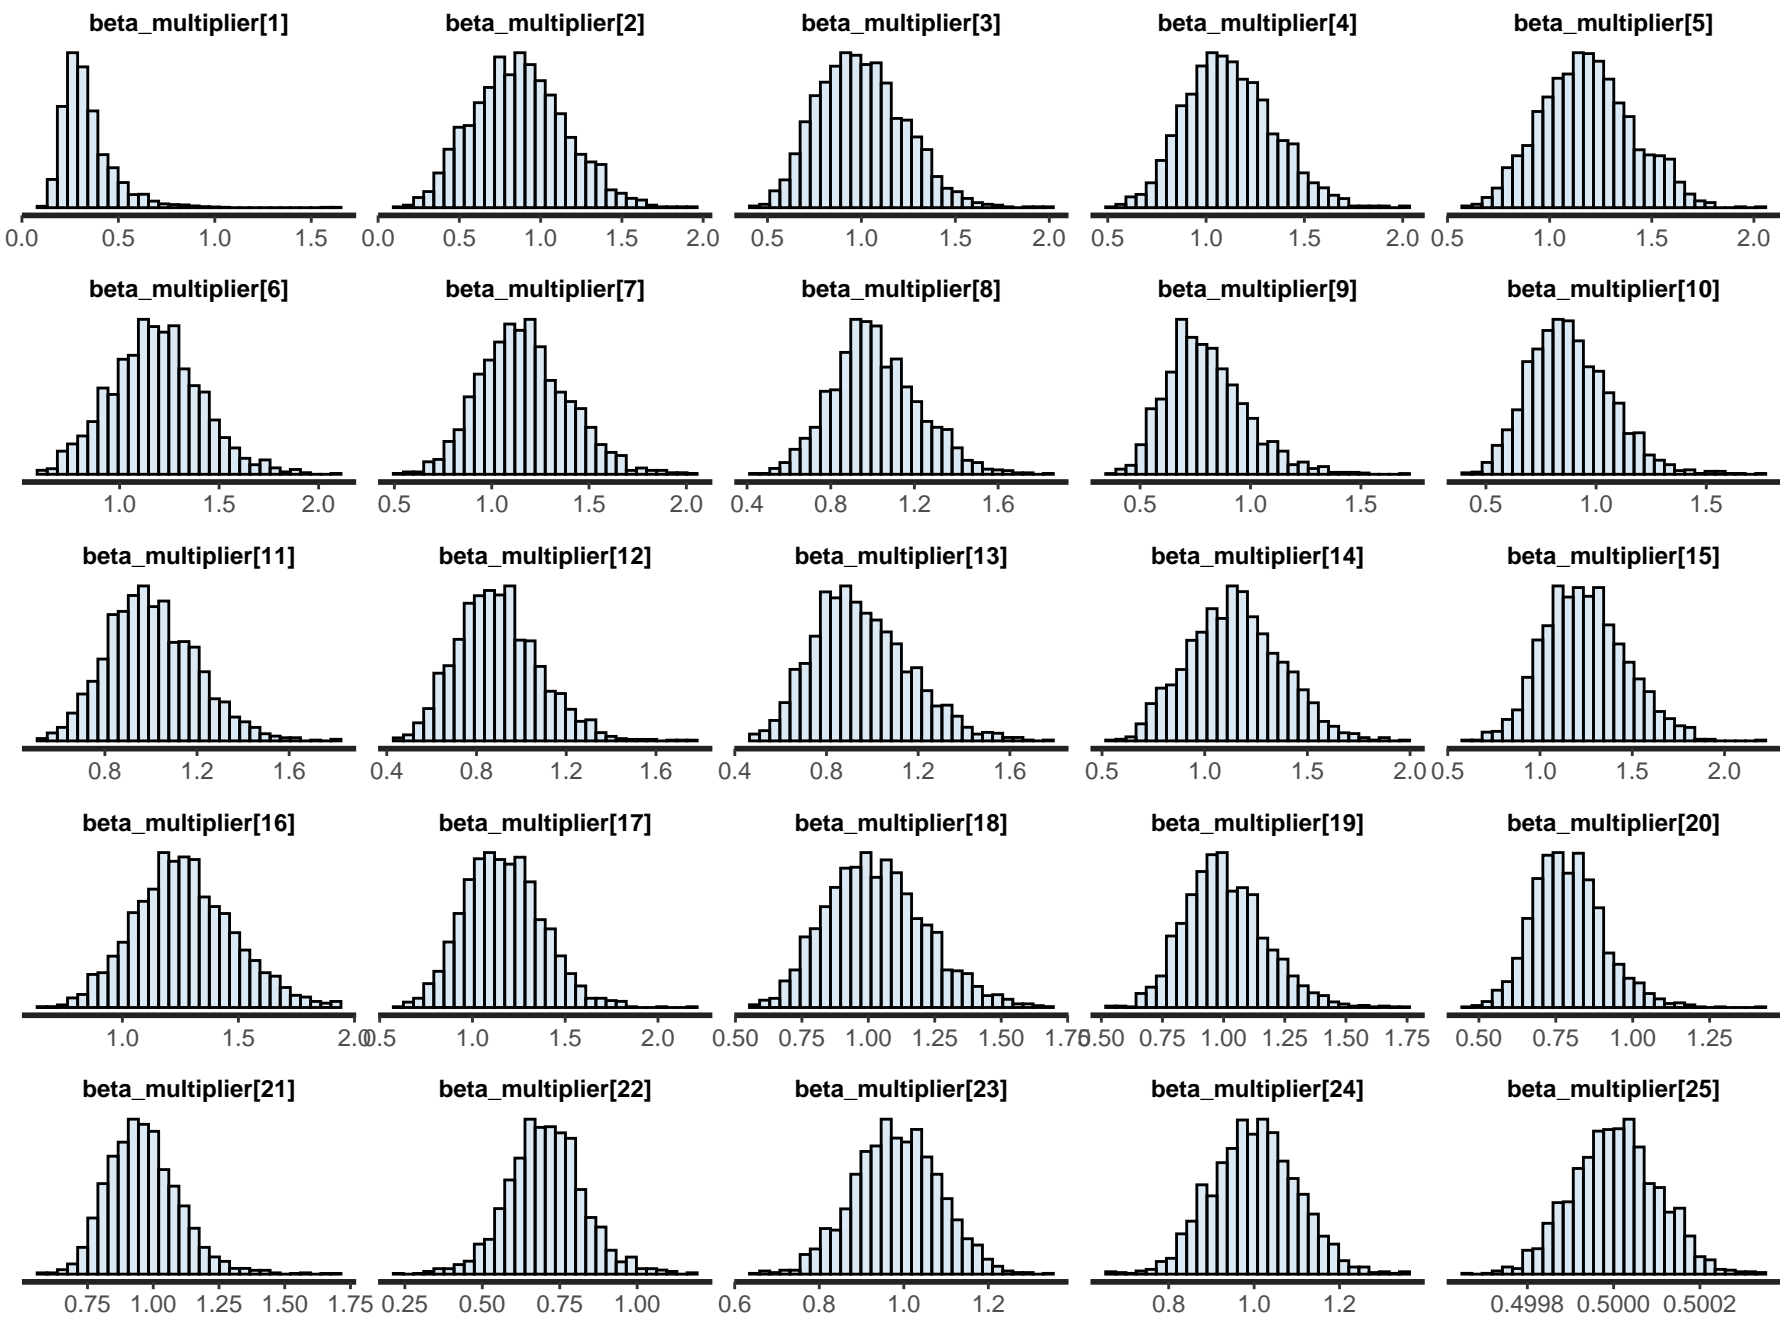 beta_multiplier[1] beta_multiplier[2] beta_multiplier[3] beta_multiplier[4] beta_multiplier[5]
0.0 0.5 1.0 1.5 0.0 0.5 1.0 1.5 2.0 0.5 1.0 1.5 2.0 0.5 1.0 1.5 2.0 0.5 1.0 1.5 2.0
beta_multiplier[6] beta_multiplier[7] beta_multiplier[8] beta_multiplier[9] beta_multiplier[10]
1.0 1.5 2.0 0.5 1.0 1.5 2.0 0.4 0.8 1.2 1.6 0.5 1.0 1.5 0.5 1.0 1.5
beta_multiplier[11] beta_multiplier[12] beta_multiplier[13] beta_multiplier[14] beta_multiplier[15]
0.8 1.2 1.6 0.4 0.8 1.2 1.6 0.4 0.8 1.2 1.6 0.5 1.0 1.5 2.0 0.5 1.0 1.5 2.0
beta_multiplier[16] beta_multiplier[17] beta_multiplier[18] beta_multiplier[19] beta_multiplier[20]
1.0 1.5 2.0 0.5 1.0 1.5 2.0 0.50 0.75 1.00 1.25 1.50 1.75 0.50 0.75 1.00 1.25 1.50 1.75 0.50 0.75 1.00 1.25
beta_multiplier[21] beta_multiplier[22] beta_multiplier[23] beta_multiplier[24] beta_multiplier[25]
0.75 1.00 1.25 1.50 1.75 0.25 0.50 0.75 1.00 0.6 0.8 1.0 1.2 0.8 1.0 1.2 0.4998 0.5000 0.5002